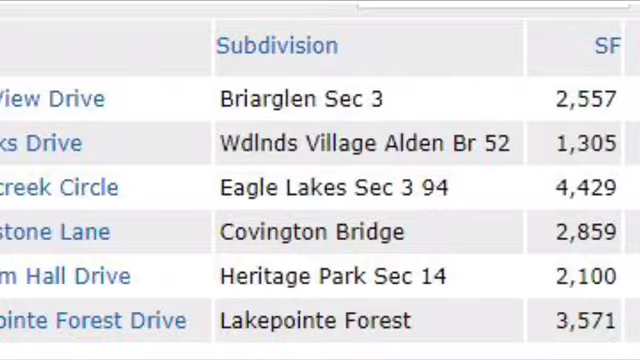 Subdivision SF
View Drive Briarglen Sec 3 2,557
ks Drive Wdlnds Village Alden Br 52 1,305
creek Circle Eagle Lakes Sec 3 94 4,429
stone Lane Covington Bridge 2,859
m Hall Drive Heritage Park Sec 14 2,100
ointe Forest Drive Lakepointe Forest 3,571